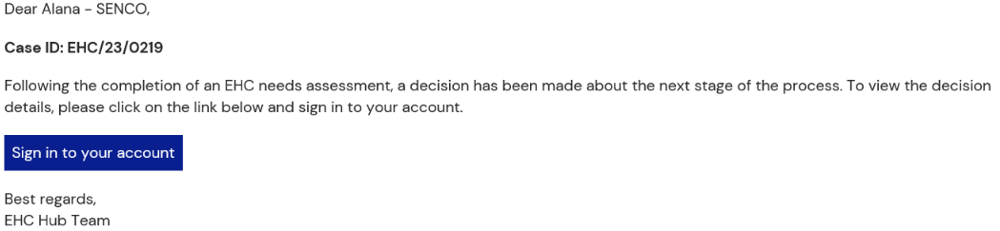 Dear Alana - SENCO,
Case ID: EHC/23/0219
Following the completion of an EHC needs assessment, a decision has been made about the next stage of the process. To view the decision
details, please click on the link below and sign in to your account.
Sign in to your account
Best regards,
EHC Hub Team